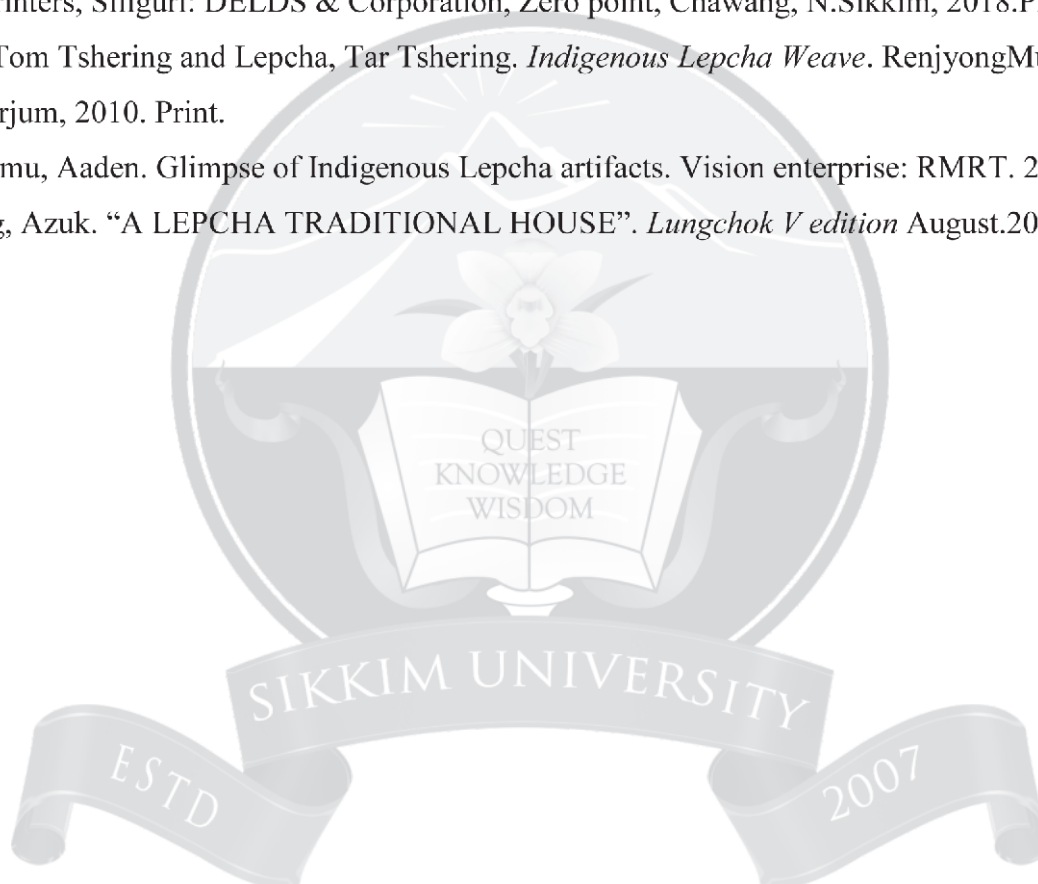 rinters, Siliguri: DELDS & Corporation, Zero point, Chawang, N.Sikkim, 2018.P
Tom Tshering and Lepcha, Tar Tshering. Indigenous Lepcha Weave. RenjyongMu
rjum, 2010. Print.
mu, Aaden. Glimpse of Indigenous Lepcha artifacts. Vision enterprise: RMRT. 2
g, Azuk. “A LEPCHA TRADITIONAL HOUSE”. Lungchok V edition August.20
QUEST
KNOWLEDGE
WISDOM
SIKKIM UNIVERSITY
ESTD
2007